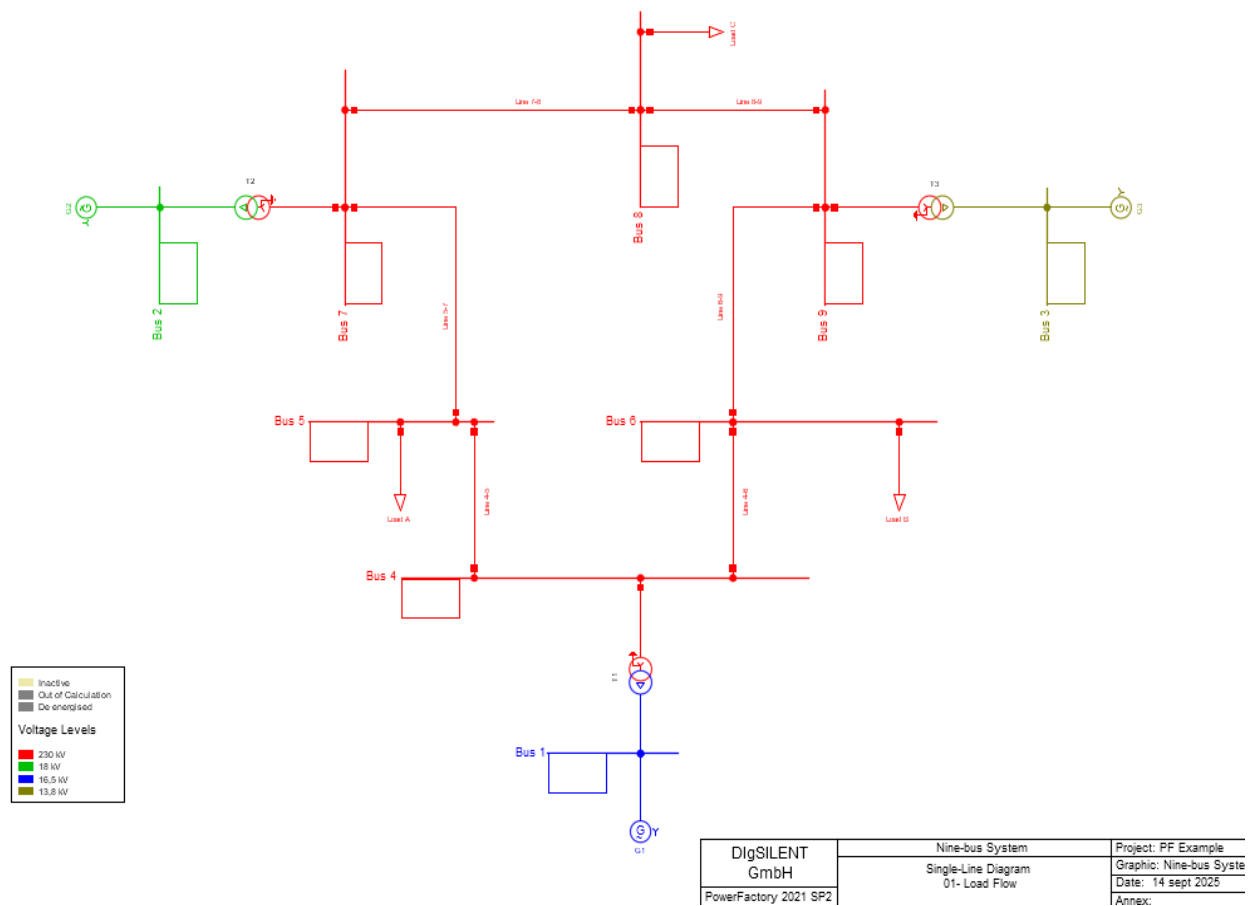 Load C
Line 7-8
Line 8-9
T2
T3
G2
G3
Bus 8
Bus 2
Bus 7
Line 5-7
Line 6-9
Bus 9
Bus 3
Bus 5
Bus 6
Load A
Line 4-5
Line 4-6
Load B
Bus 4
T1
Bus 1
G1
Inactive
Out of Calculation
De-energised
Voltage Levels
230 kV
18 kV
16,5 kV
13,8 kV
DIgSILENT
GmbH
PowerFactory 2021 SP2
Nine-bus System
Single-Line Diagram
01- Load Flow
Project: PF Example
Graphic: Nine-bus Syste
Date: 14 sept 2025
Annex: